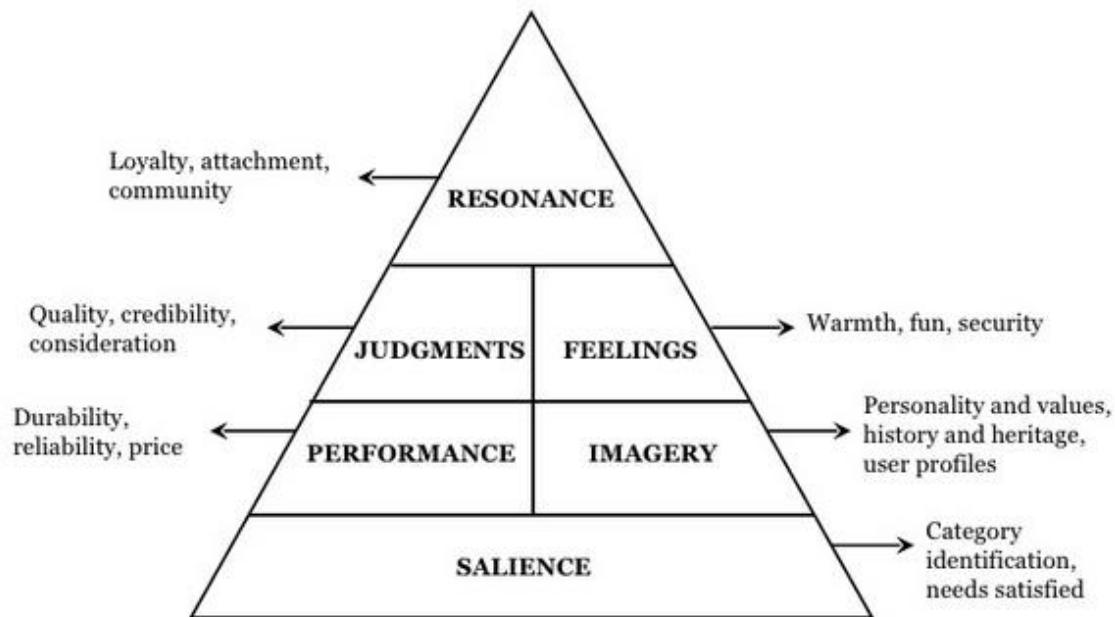 Loyalty, attachment,
community
RESONANCE
Quality, credibility,
consideration
JUDGMENTS
FEELINGS
Warmth, fun, security
Durability,
reliability, price
PERFORMANCE
IMAGERY
Personality and values,
history and heritage,
user profiles
SALIENCE
Category
identification,
needs satisfied